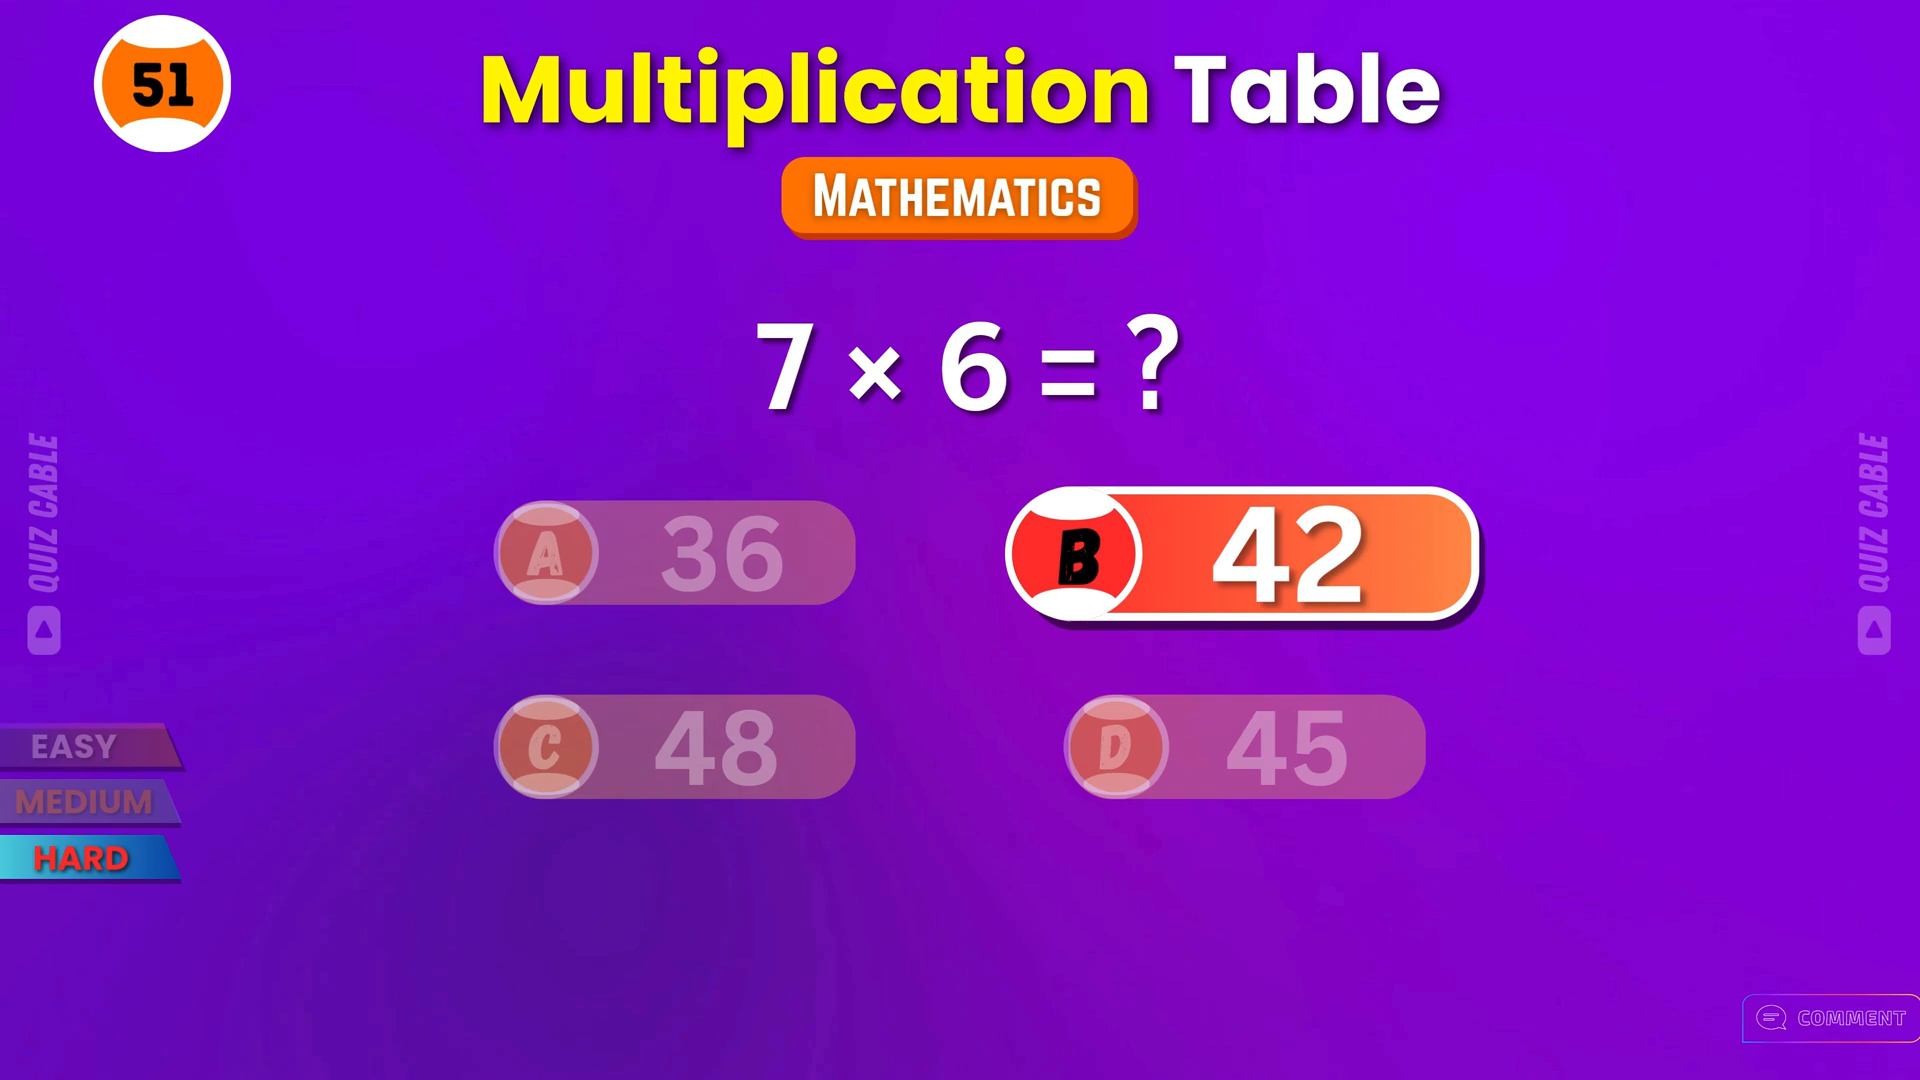 51
Multiplication Table
MATHEMATICS
7 × 6 = ?
A 36
B 42
C 48
D 45
QUIZ CABLE
QUIZ CABLE
EASY
MEDIUM
HARD
COMMENT